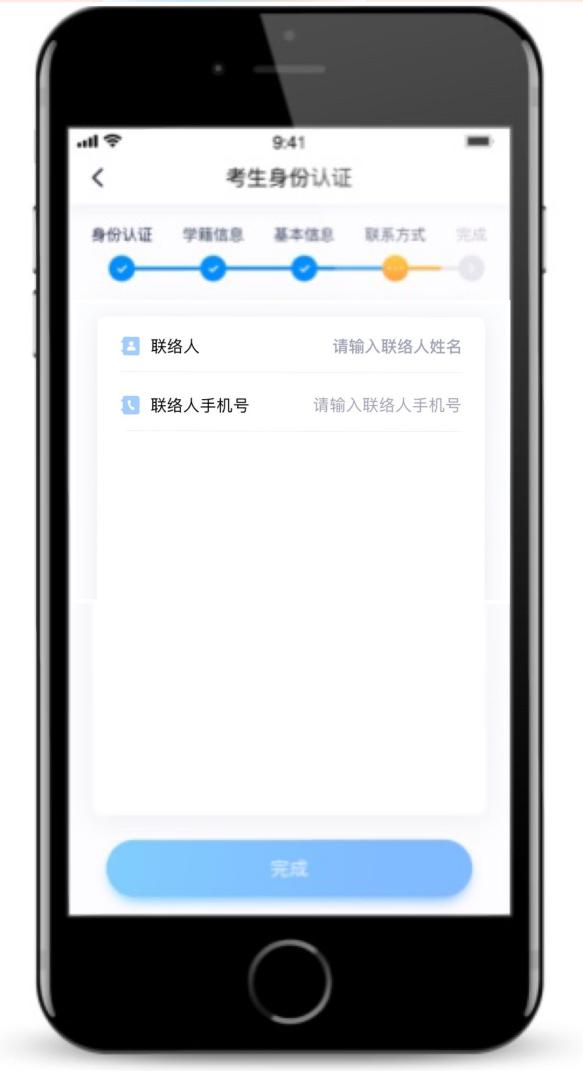 9:41
考生身份认证
身份认证 学籍信息 基本信息 联系方式 完成
联络人 请输入联络人姓名
联络人手机号 请输入联络人手机号
完成